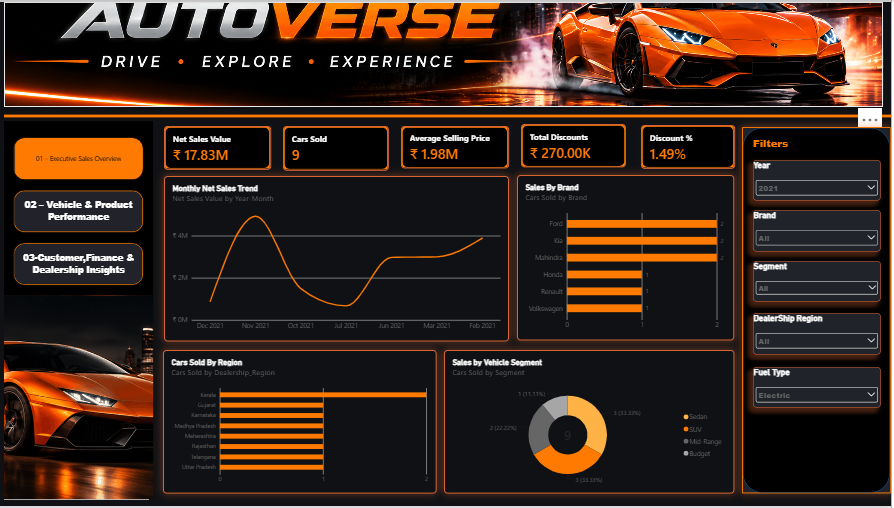 AUTOVERSE
DRIVE • EXPLORE • EXPERIENCE
01 - Executive Sales Overview
02 – Vehicle & Product
Performance
03-Customer,Finance &
Dealership Insights
Net Sales Value
₹ 17.83M
Cars Sold
9
Average Selling Price
₹ 1.98M
Total Discounts
₹ 270.00K
Discount %
1.49%
Monthly Net Sales Trend
Net Sales Value by Year-Month
₹ 4M
₹ 2M
₹ 0M
Dec 2021 Nov 2021 Oct 2021 Jul 2021 Jun 2021 Mar 2021 Feb 2021
Sales By Brand
Cars Sold by Brand
Ford 2
Kia 2
Mahindra 2
Honda 1
Renault 1
Volkswagen 1
0 1 2
Cars Sold By Region
Cars Sold by Dealership_Region
Kerala
Gujarat
Karnataka
Madhya Pradesh
Maharashtra
Rajasthan
Telangana
Uttar Pradesh
0 1 2
Sales by Vehicle Segment
Cars Sold by Segment
1 (11.11%)
3 (33.33%)
2 (22.22%)
9
3 (33.33%)
Sedan
SUV
Mid-Range
Budget
Filters
Year
2021
Brand
All
Segment
All
DealerShip Region
All
Fuel Type
Electric